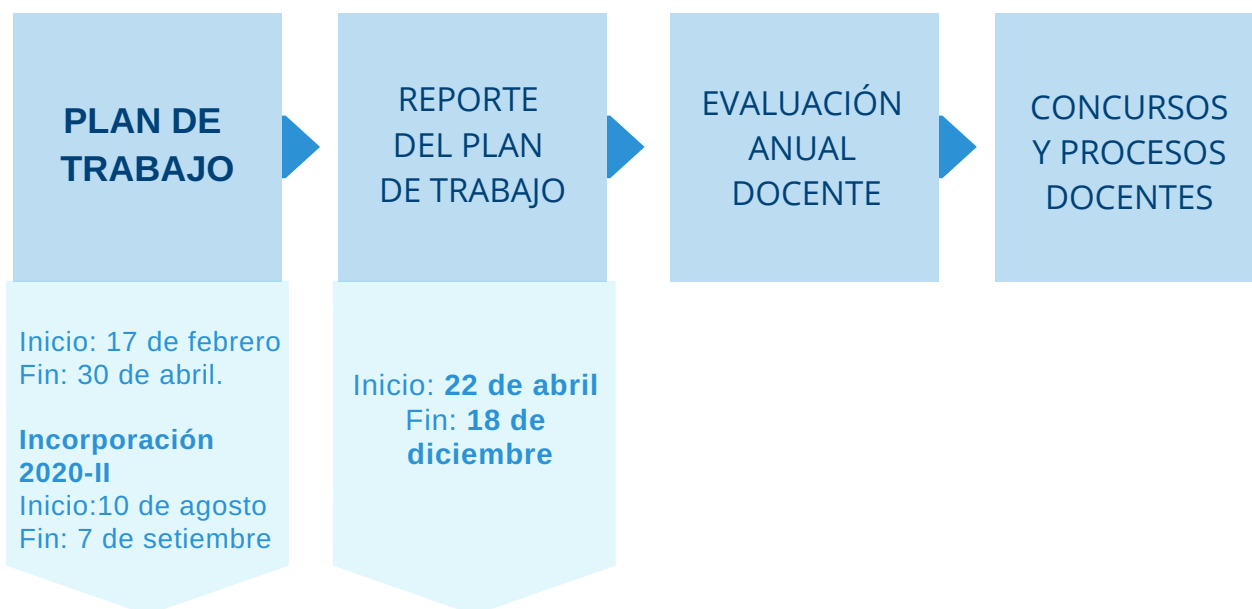 PLAN DE
TRABAJO
REPORTE
DEL PLAN
DE TRABAJO
EVALUACIÓN
ANUAL
DOCENTE
CONCURSOS
Y PROCESOS
DOCENTES
Inicio: 17 de febrero
Fin: 30 de abril.
Incorporación
2020-II
Inicio:10 de agosto
Fin: 7 de setiembre
Inicio: 22 de abril
Fin: 18 de
diciembre